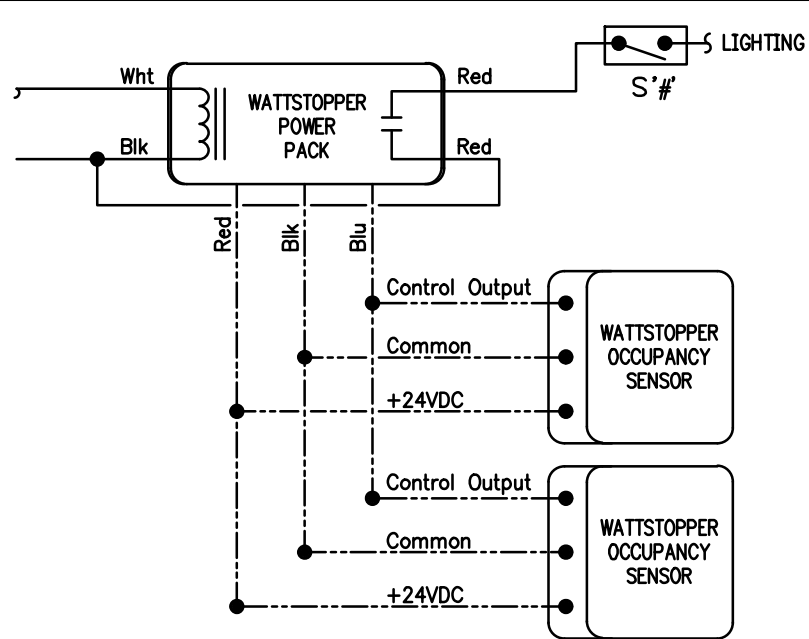 LIGHTING
S'#'
Wht
Red
WATTSTOPPER
POWER
PACK
Blk
Red
Red
Blk
Blu
Control Output
Common
+24VDC
WATTSTOPPER
OCCUPANCY
SENSOR
Control Output
Common
+24VDC
WATTSTOPPER
OCCUPANCY
SENSOR